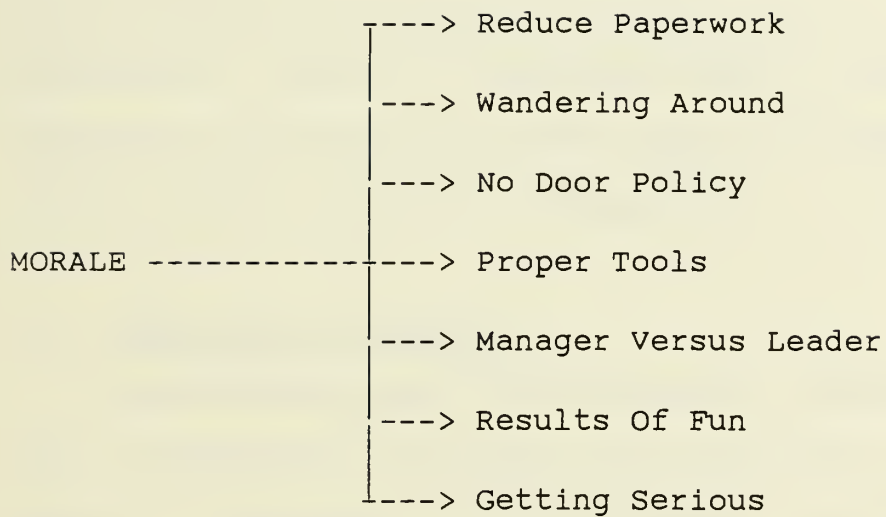 Reduce Paperwork
Wandering Around
No Door Policy
MORALE Proper Tools
Manager Versus Leader
Results Of Fun
Getting Serious